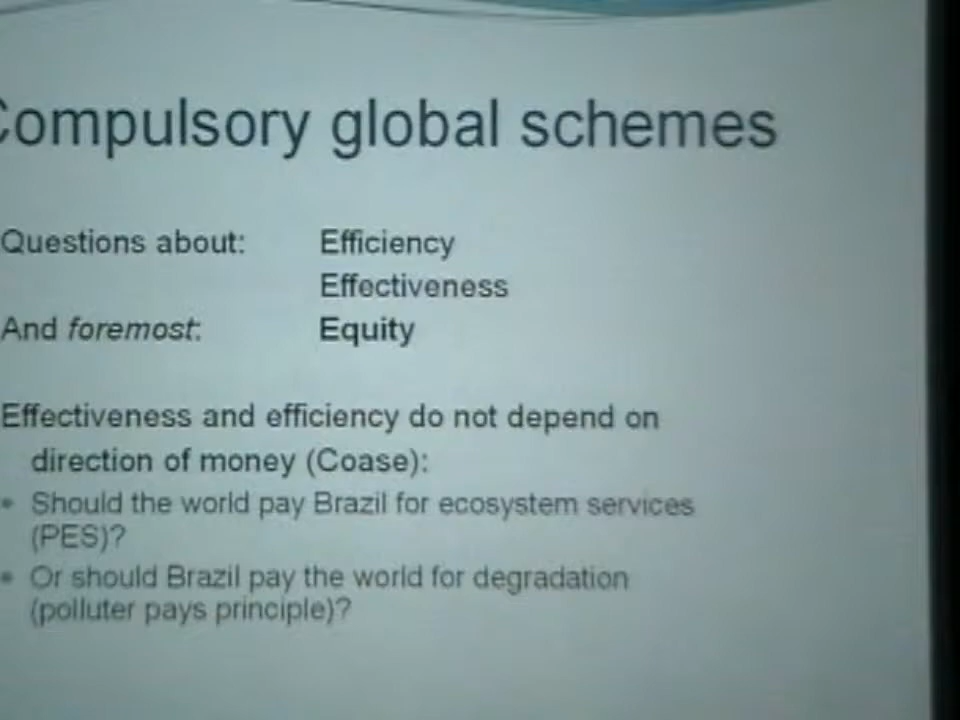 Compulsory global schemes
Questions about: Efficiency
Effectiveness
And foremost: Equity
Effectiveness and efficiency do not depend on
direction of money (Coase):
• Should the world pay Brazil for ecosystem services
(PES)?
• Or should Brazil pay the world for degradation
(polluter pays principle)?